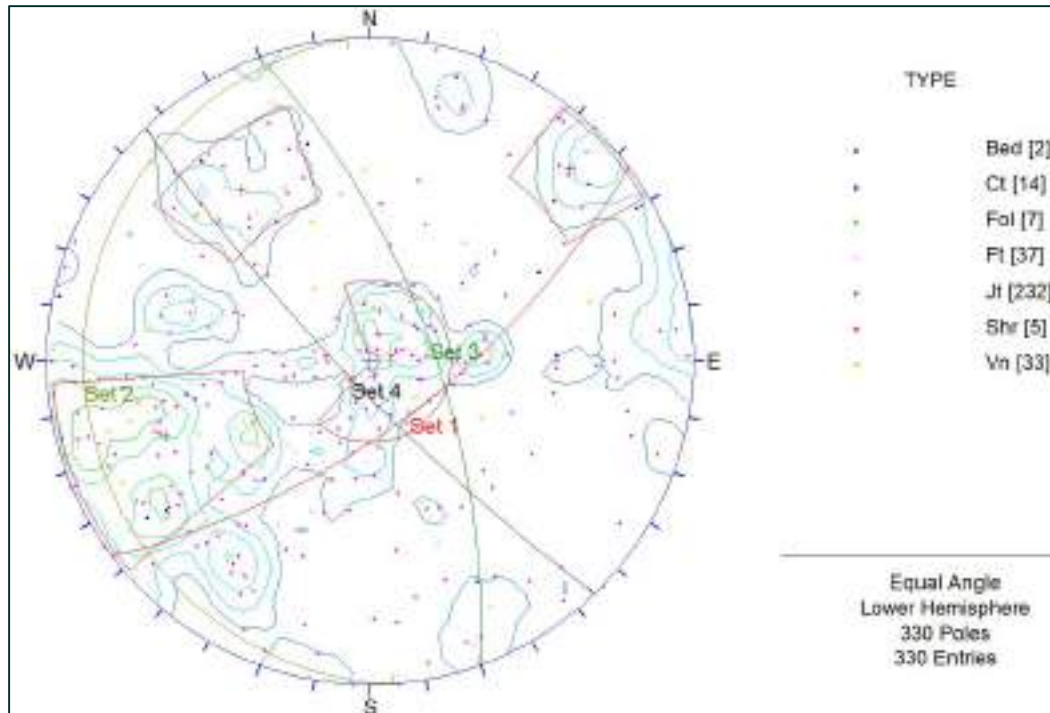 N
TYPE
Bed [2]
Ct [14]
Fol [7]
Ft [37]
Jt [232]
Shr [5]
Vn [33]
W
E
Set 3
Set 2
Set 4
Set 1
Equal Angle
Lower Hemisphere
330 Poles
330 Entries
S